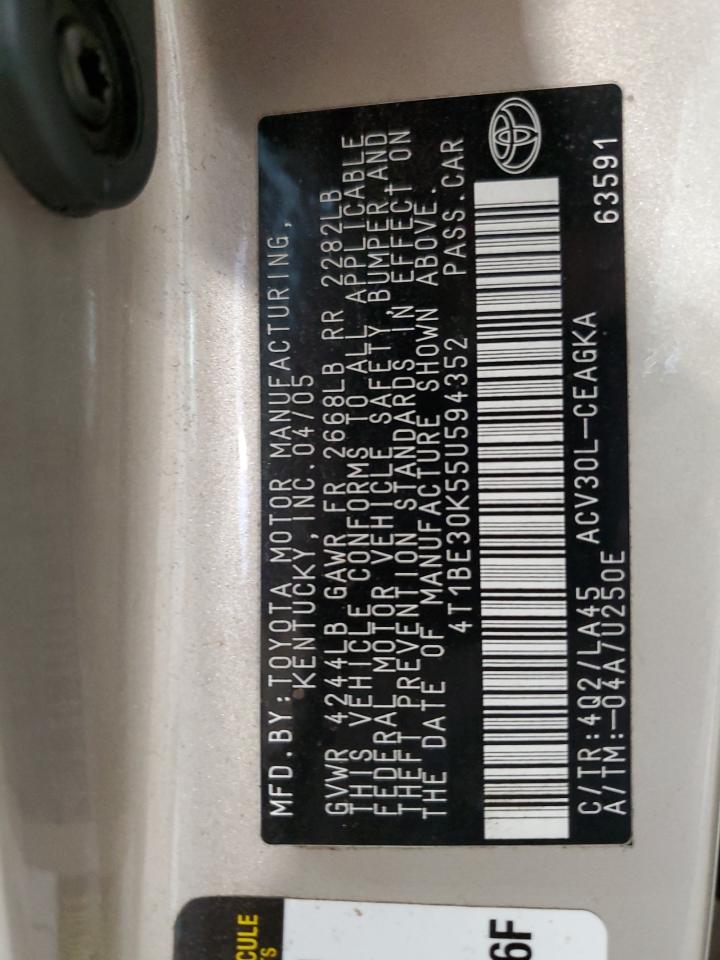 MFD.BY:TOYOTA MOTOR MANUFACTURING,
KENTUCKY, INC.04/05
GVWR 4244LB GAWR FR 2668LB RR 2282LB
THIS VEHICLE CONFORMS TO ALL APPLICABLE
FEDERAL MOTOR VEHICLE SAFETY, BUMPER, AND
THEFT PREVENTION STANDARDS IN EFFECT ON
THE DATE OF MANUFACTURE SHOWN ABOVE.
4T1BE30K55U594352 PASS.CAR
C/TR:4Q2/LA45 ACV30L-CEAGKA
A/TM:-04A/U250E 63591
CULE
6F